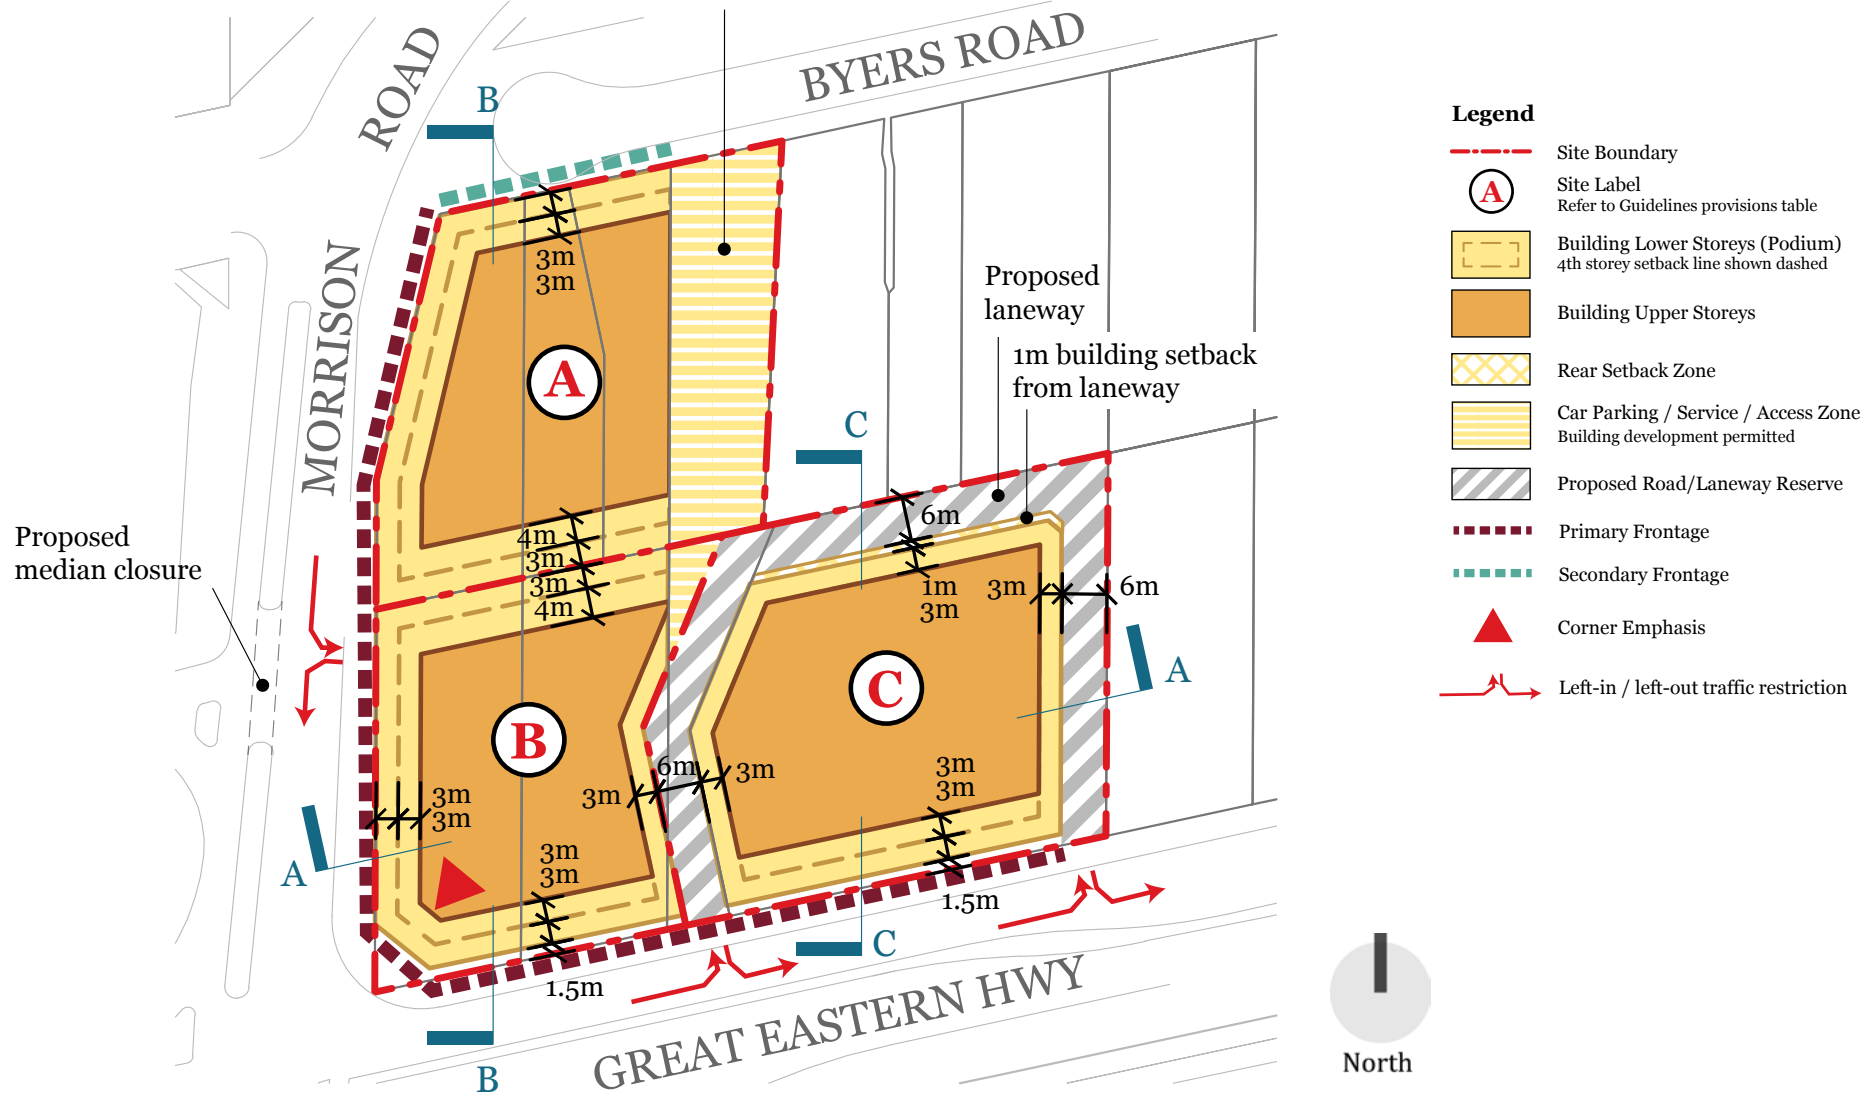 BYERS ROAD
MORRISON
ROAD
GREAT EASTERN HWY
B
A
3m
3m
C
Proposed
laneway
1m building setback
from laneway
6m
4m
3m
3m
4m
1m
3m
3m
6m
Proposed
median closure
B
C
A
6m
3m
3m
3m
3m
3m
3m
A
3m
3m
1.5m
C
1.5m
B
North
Legend
Site Boundary
A
Site Label
Refer to Guidelines provisions table
Building Lower Storeys (Podium)
4th storey setback line shown dashed
Building Upper Storeys
Rear Setback Zone
Car Parking / Service / Access Zone
Building development permitted
Proposed Road/Laneway Reserve
Primary Frontage
Secondary Frontage
Corner Emphasis
Left-in / left-out traffic restriction